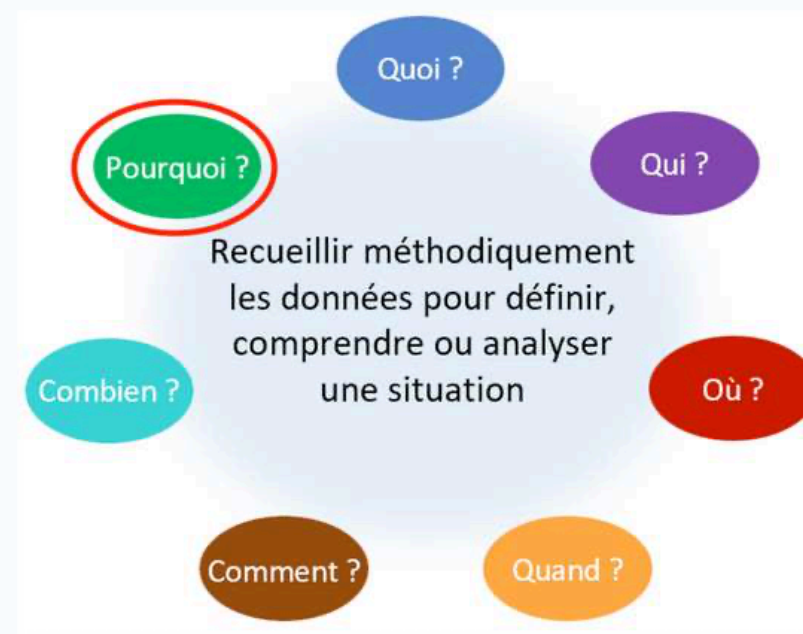 Quoi ?
Pourquoi ?
Qui ?
Recueillir méthodiquement
les données pour définir,
comprendre ou analyser
une situation
Combien ?
Où ?
Comment ?
Quand ?